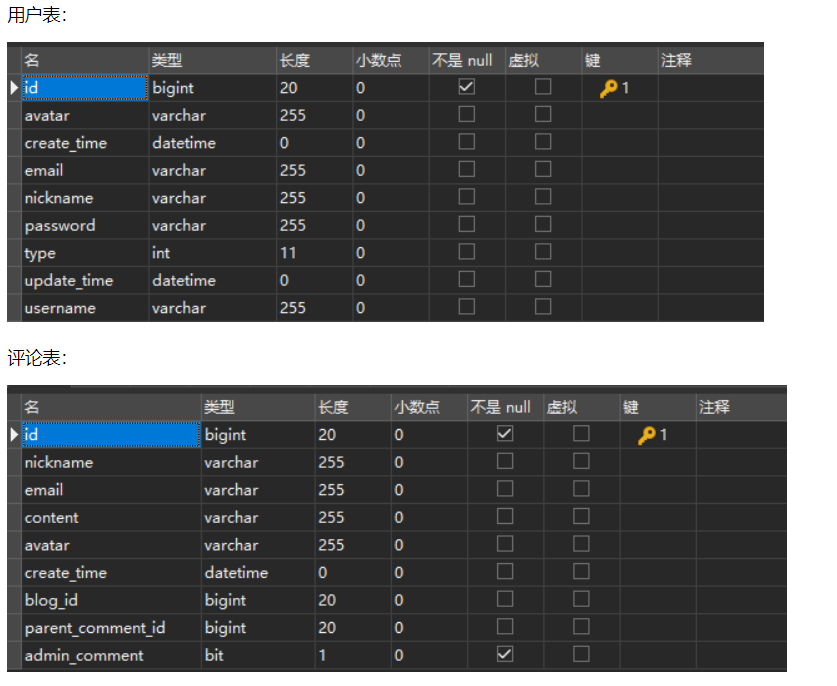 用户表：
名 类型 长度 小数点 不是 null 虚拟 键 注释
id bigint 20 0 1
avatar varchar 255 0
create_time datetime 0 0
email varchar 255 0
nickname varchar 255 0
password varchar 255 0
type int 11 0
update_time datetime 0 0
username varchar 255 0
评论表：
名 类型 长度 小数点 不是 null 虚拟 键 注释
id bigint 20 0 1
nickname varchar 255 0
email varchar 255 0
content varchar 255 0
avatar varchar 255 0
create_time datetime 0 0
blog_id bigint 20 0
parent_comment_id bigint 20 0
admin_comment bit 1 0